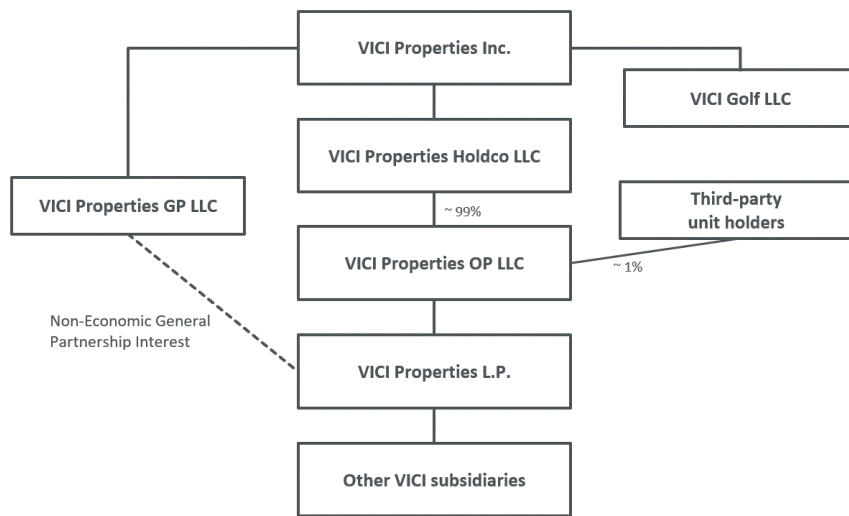 VICI Properties Inc.
VICI Golf LLC
VICI Properties Holdco LLC
VICI Properties GP LLC
Third-party
unit holders
~ 99%
VICI Properties OP LLC
~ 1%
Non-Economic General
Partnership Interest
VICI Properties L.P.
Other VICI subsidiaries